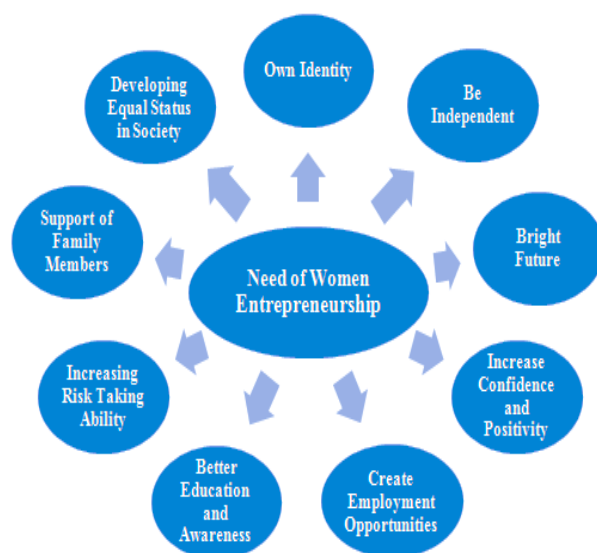 Own Identity
Be
Independent
Bright
Future
Increase
Confidence
and
Positivity
Create
Employment
Opportunities
Better
Education
and
Awareness
Increasing
Risk Taking
Ability
Support of
Family
Members
Developing
Equal Status
in Society
Need of Women
Entrepreneurship